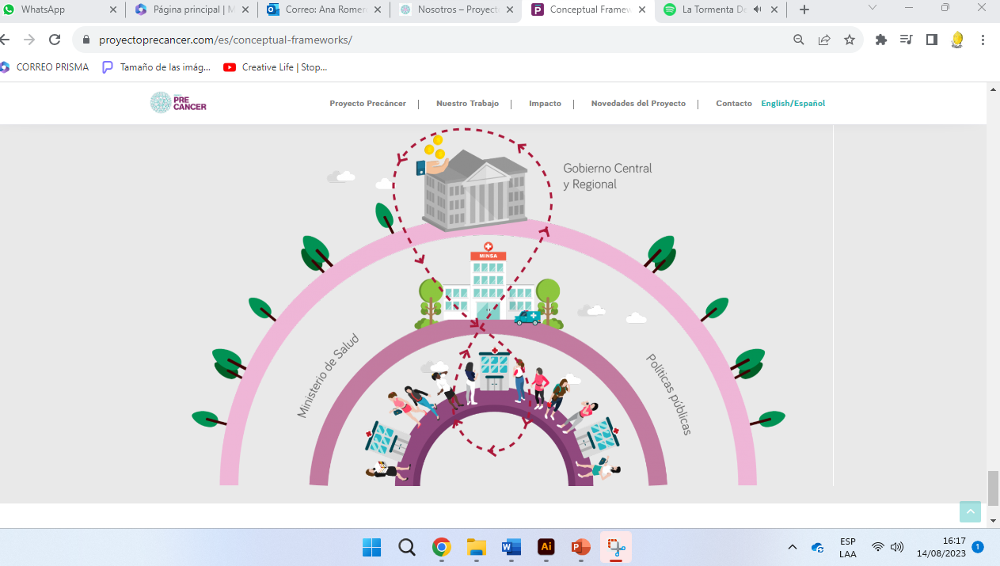 WhatsApp
Página principal | M
Correo: Ana Romer
Nosotros – Proyect
Conceptual Framew
La Tormenta De
proyectoprecancer.com/es/conceptual-frameworks/
CORREO PRISMA
Tamaño de las imág...
Creative Life | Stop...
PRE
CANCER
Proyecto Precáncer | Nuestro Trabajo | Impacto | Novedades del Proyecto | Contacto English/Español
Gobierno Central
y Regional
MINSA
Ministerio de Salud
Políticas públicas
ESP
LAA
16:17
14/08/2023
1